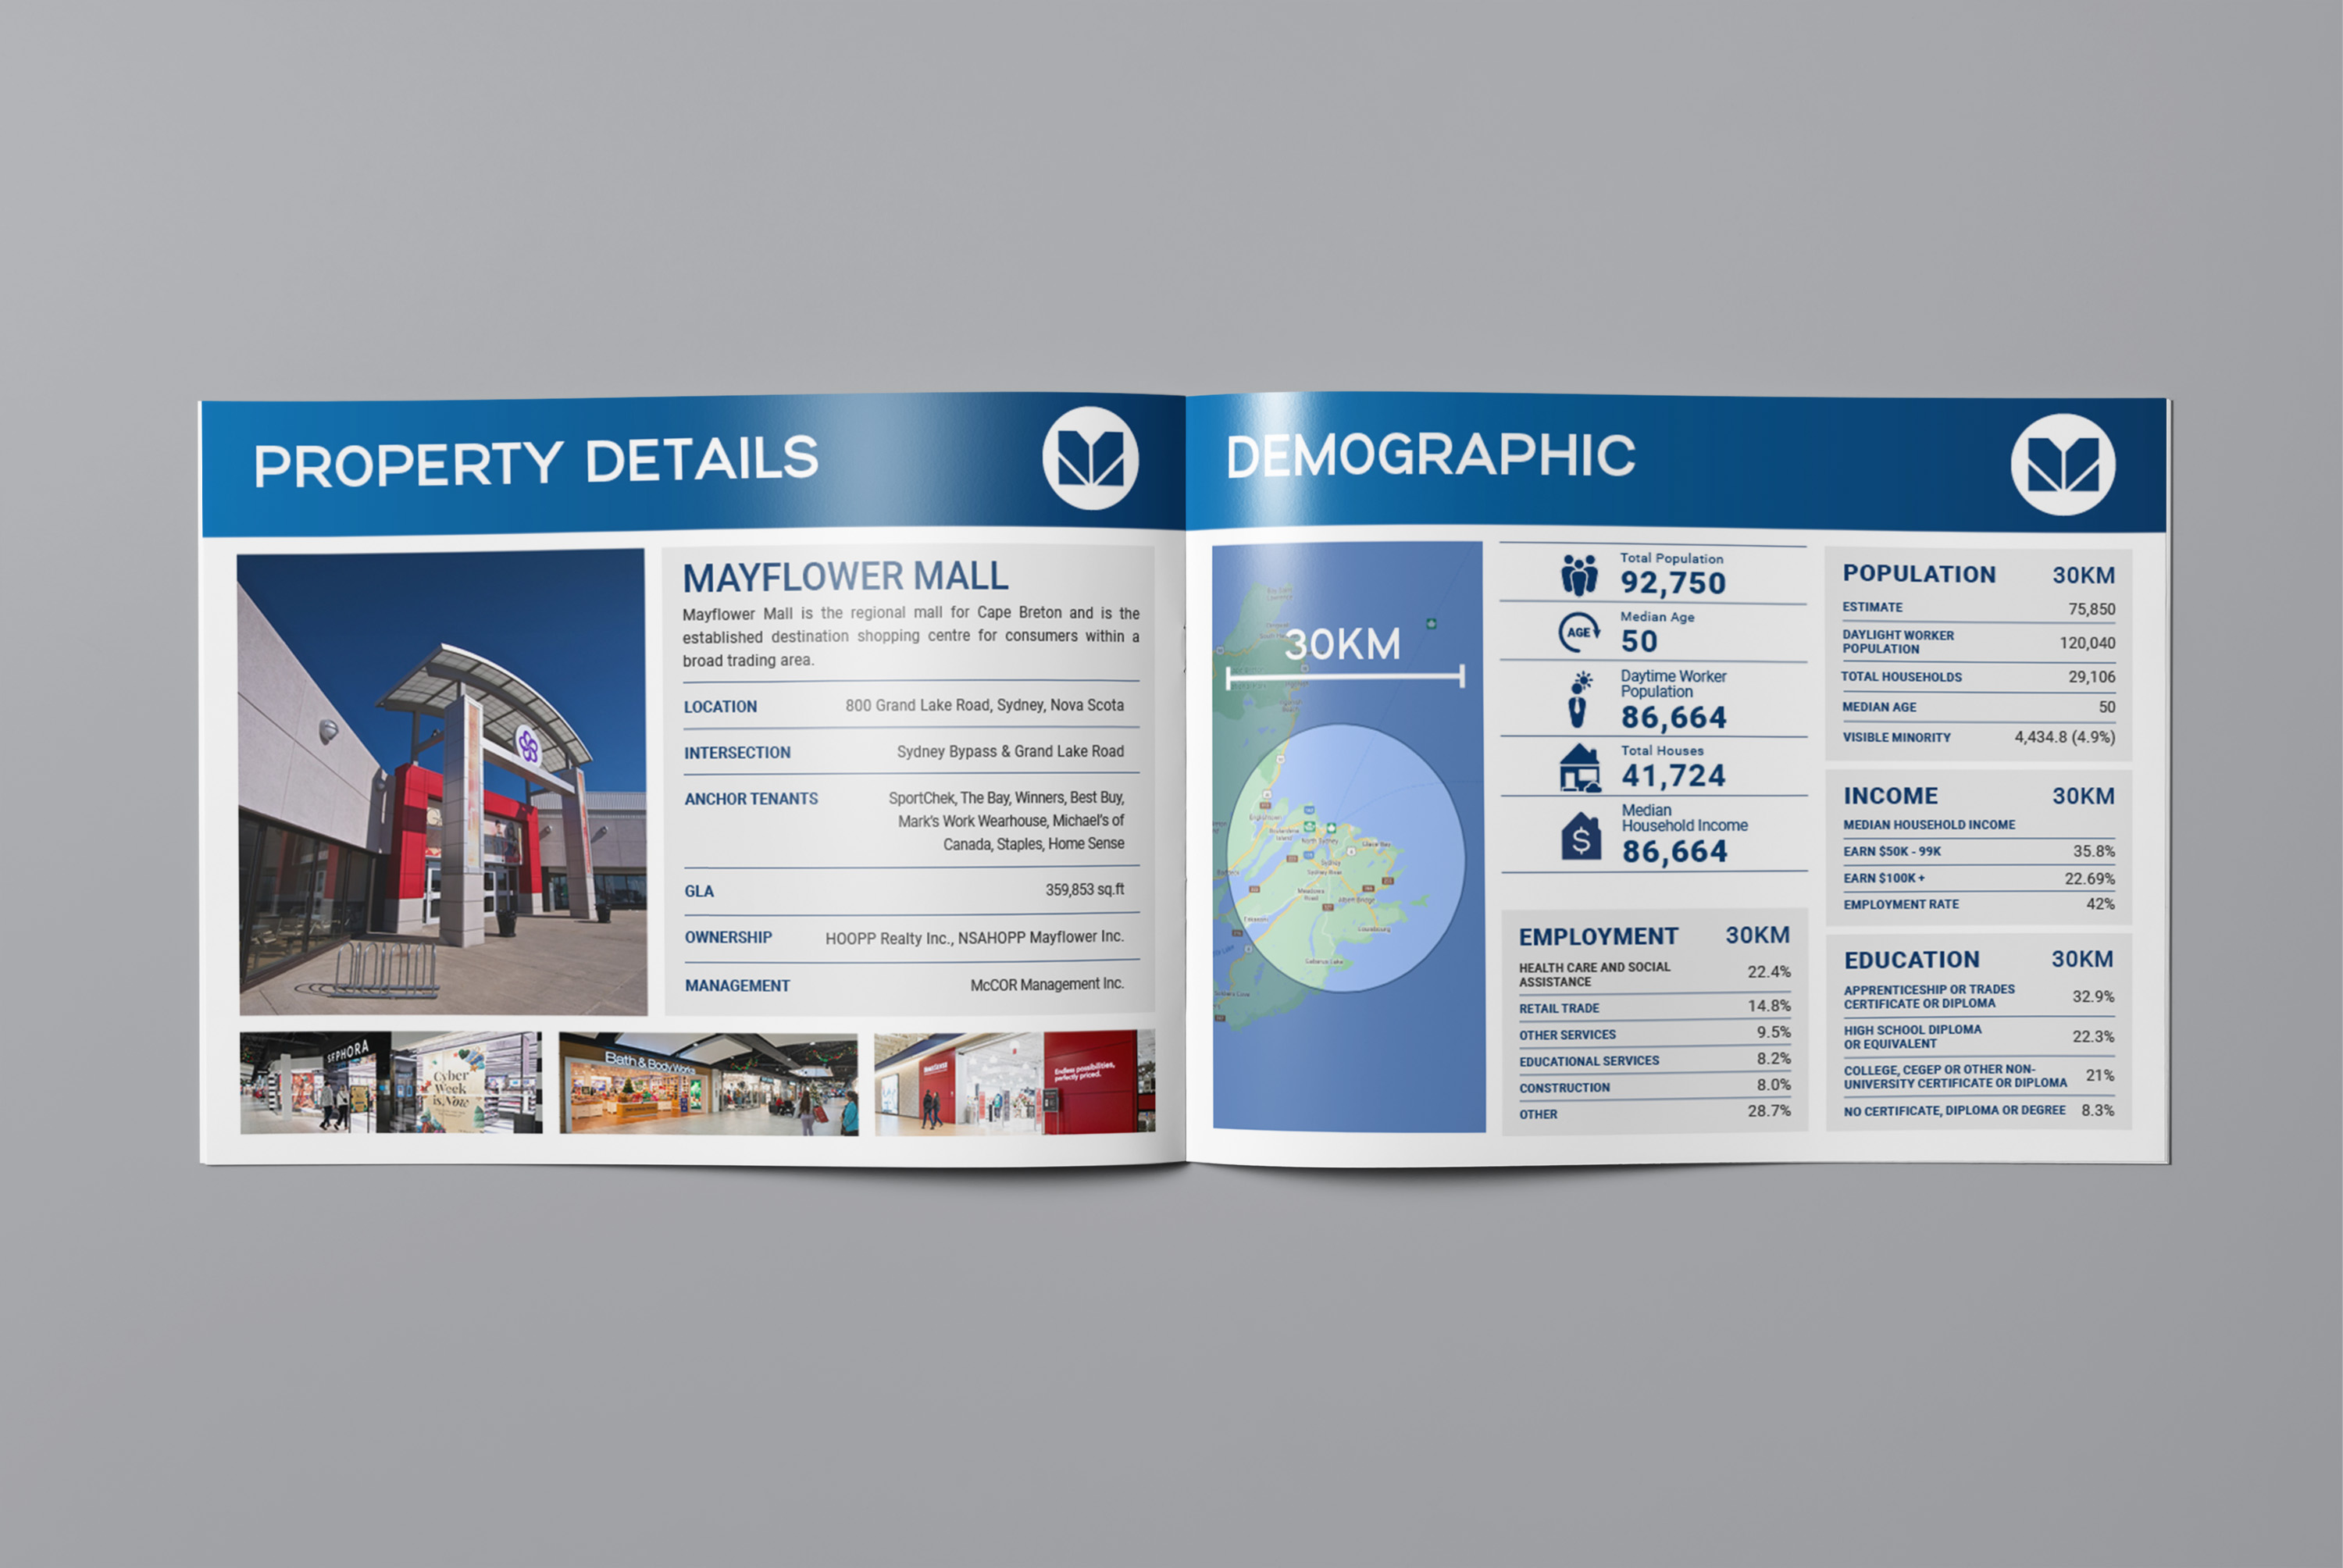 PROPERTY DETAILS
MAYFLOWER MALL
Mayflower Mall is the regional mall for Cape Breton and is the
established destination shopping centre for consumers within a
broad trading area.
LOCATION 800 Grand Lake Road, Sydney, Nova Scota
INTERSECTION Sydney Bypass & Grand Lake Road
ANCHOR TENANTS SportChek, The Bay, Winners, Best Buy,
Mark's Work Wearhouse, Michael's of
Canada, Staples, Home Sense
GLA 359,853 sq.ft
OWNERSHIP HOOPP Realty Inc., NSAHOPP Mayflower Inc.
MANAGEMENT McCOR Management Inc.
SEPHORA
Cyber
Week
is Now
Bath & Body Works
Endless possibilities,
perfectly priced.
DEMOGRAPHIC
30KM
North Sydney
Glace Bay
Sydney
Louisbourg
Total Population
92,750
AGE
Median Age
50
Daytime Worker
Population
86,664
Total Houses
41,724
$
Median
Household Income
86,664
EMPLOYMENT 30KM
HEALTH CARE AND SOCIAL
ASSISTANCE 22.4%
RETAIL TRADE 14.8%
OTHER SERVICES 9.5%
EDUCATIONAL SERVICES 8.2%
CONSTRUCTION 8.0%
OTHER 28.7%
POPULATION 30KM
ESTIMATE 75,850
DAYLIGHT WORKER
POPULATION 120,040
TOTAL HOUSEHOLDS 29,106
MEDIAN AGE 50
VISIBLE MINORITY 4,434.8 (4.9%)
INCOME 30KM
MEDIAN HOUSEHOLD INCOME
EARN $50K - 99K 35.8%
EARN $100K + 22.69%
EMPLOYMENT RATE 42%
EDUCATION 30KM
APPRENTICESHIP OR TRADES
CERTIFICATE OR DIPLOMA 32.9%
HIGH SCHOOL DIPLOMA
OR EQUIVALENT 22.3%
COLLEGE, CEGEP OR OTHER NON-
UNIVERSITY CERTIFICATE OR DIPLOMA 21%
NO CERTIFICATE, DIPLOMA OR DEGREE 8.3%